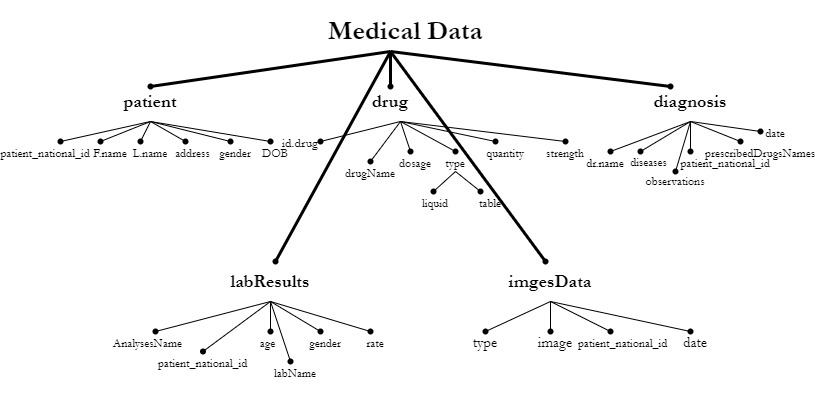 Medical Data
patient
drug
diagnosis
patient_national_id
F.name
L.name
address
gender
DOB
id.drug
drugName
dosage
type
quantity
strength
liquid
table
dr.name
diseases
observations
patient_national_id
prescribedDrugsNames
date
labResults
imgesData
AnalysesName
patient_national_id
age
labName
gender
rate
type
image
patient_national_id
date